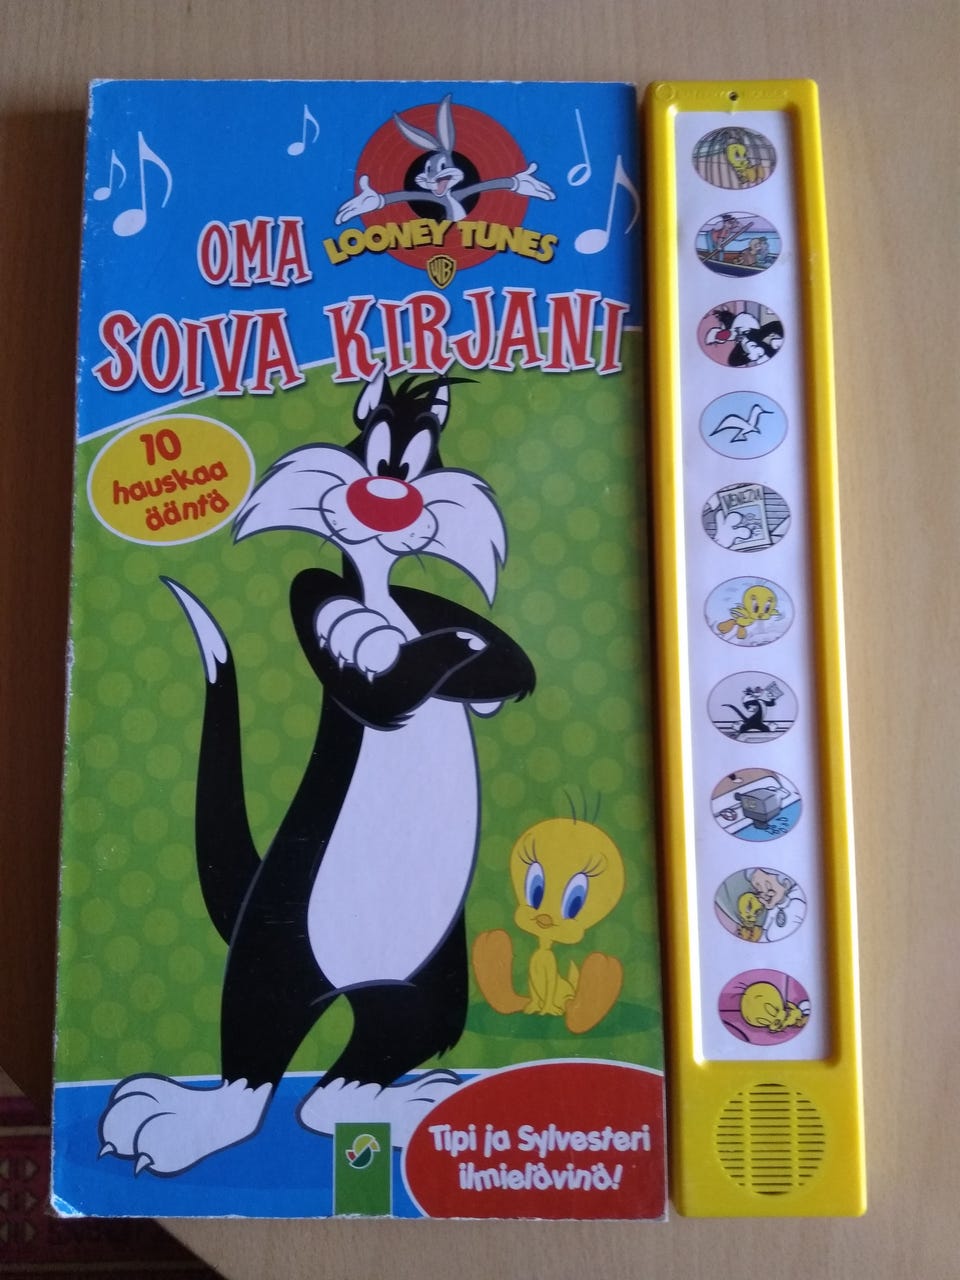 OMA
LOONEY TUNES
WB
SOIVA KIRJANI
10
hauskaa
ääntä
VENEZIA
Tipi ja Sylvesteri
ilmielävinä!